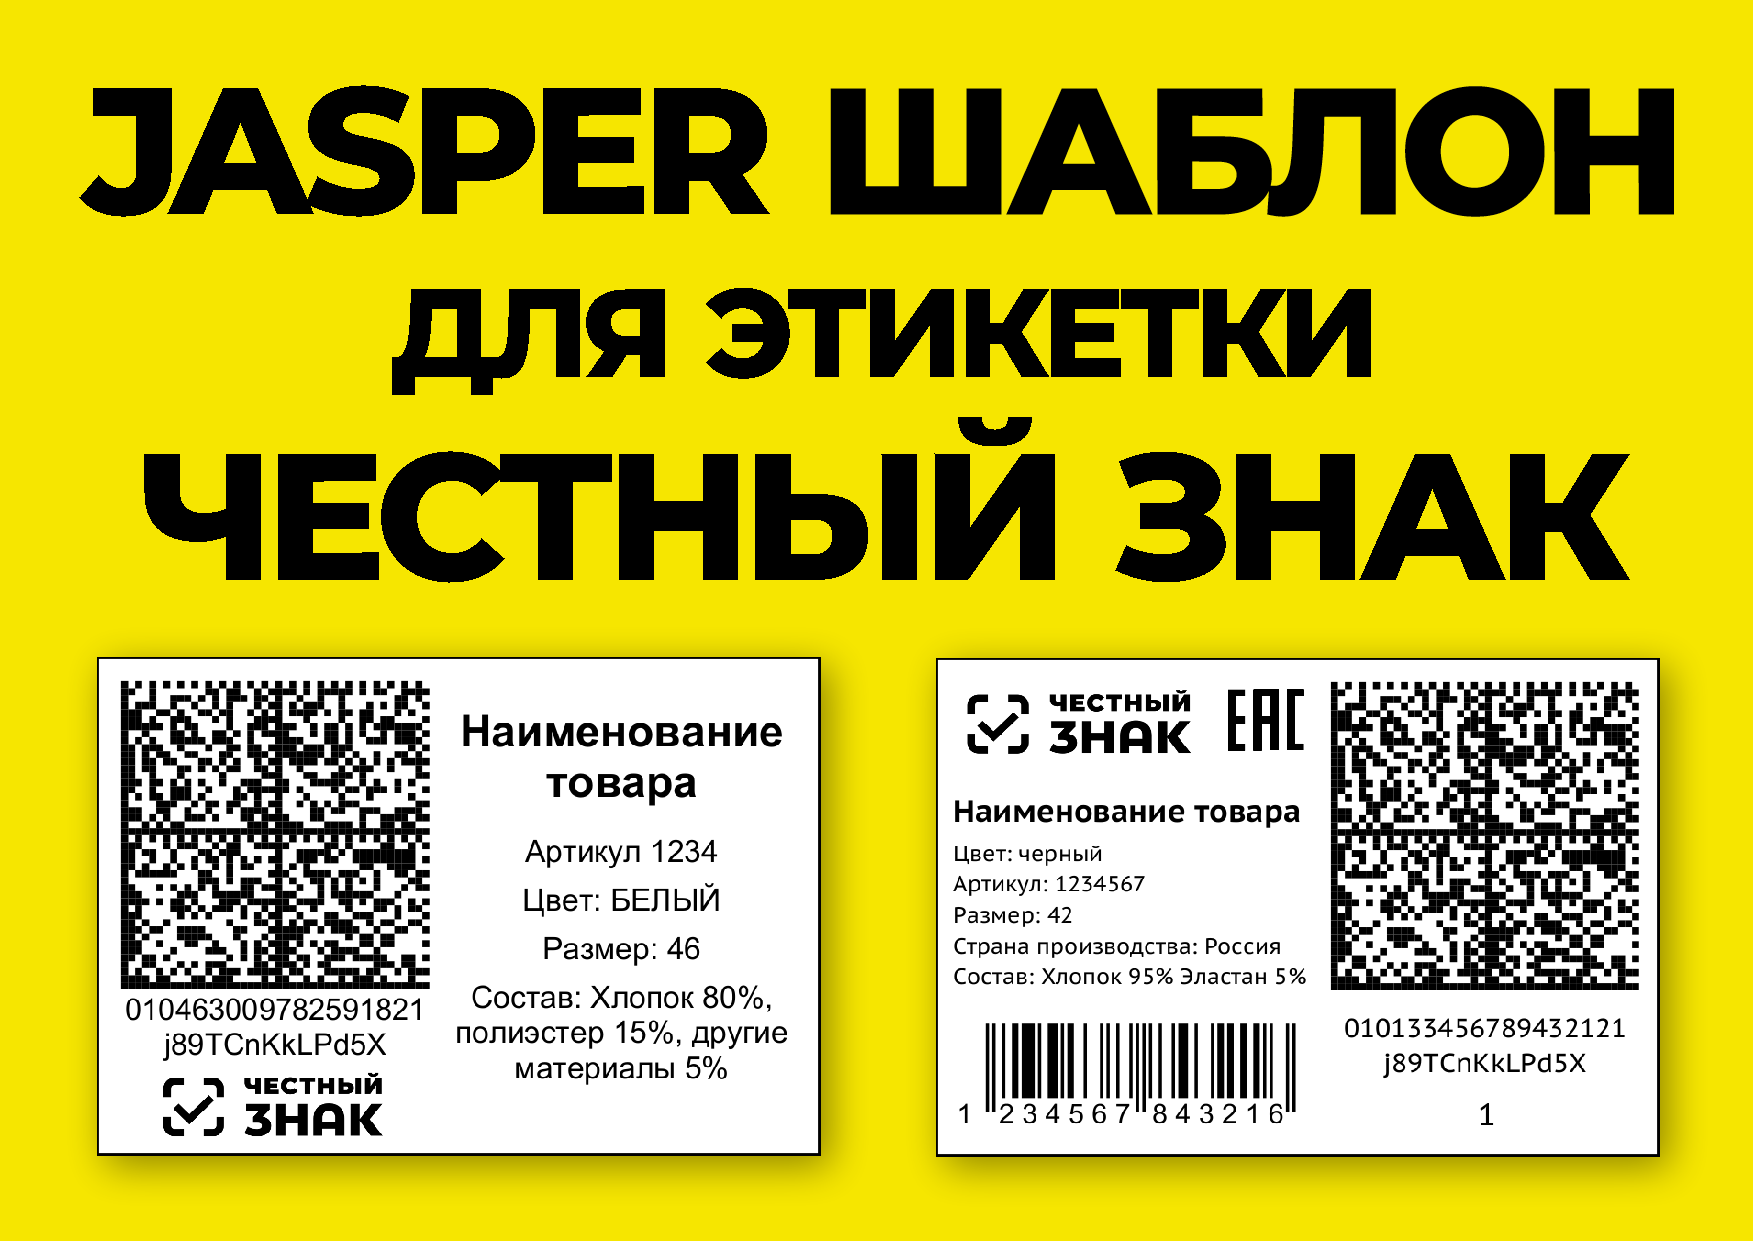 JASPER ШАБЛОН
ДЛЯ ЭТИКЕТКИ
ЧЕСТНЫЙ ЗНАК
Наименование
товара
Артикул 1234
Цвет: БЕЛЫЙ
Размер: 46
Состав: Хлопок 80%,
полиэстер 15%, другие
материалы 5%
010463009782591821
j89TCnKkLPd5X
ЧЕСТНЫЙ
ЗНАК
ЧЕСТНЫЙ
ЗНАК
EAC
Наименование товара
Цвет: черный
Артикул: 1234567
Размер: 42
Страна производства: Россия
Состав: Хлопок 95% Эластан 5%
1 234567 843216
010133456789432121
j89TCnKkLPd5X
1